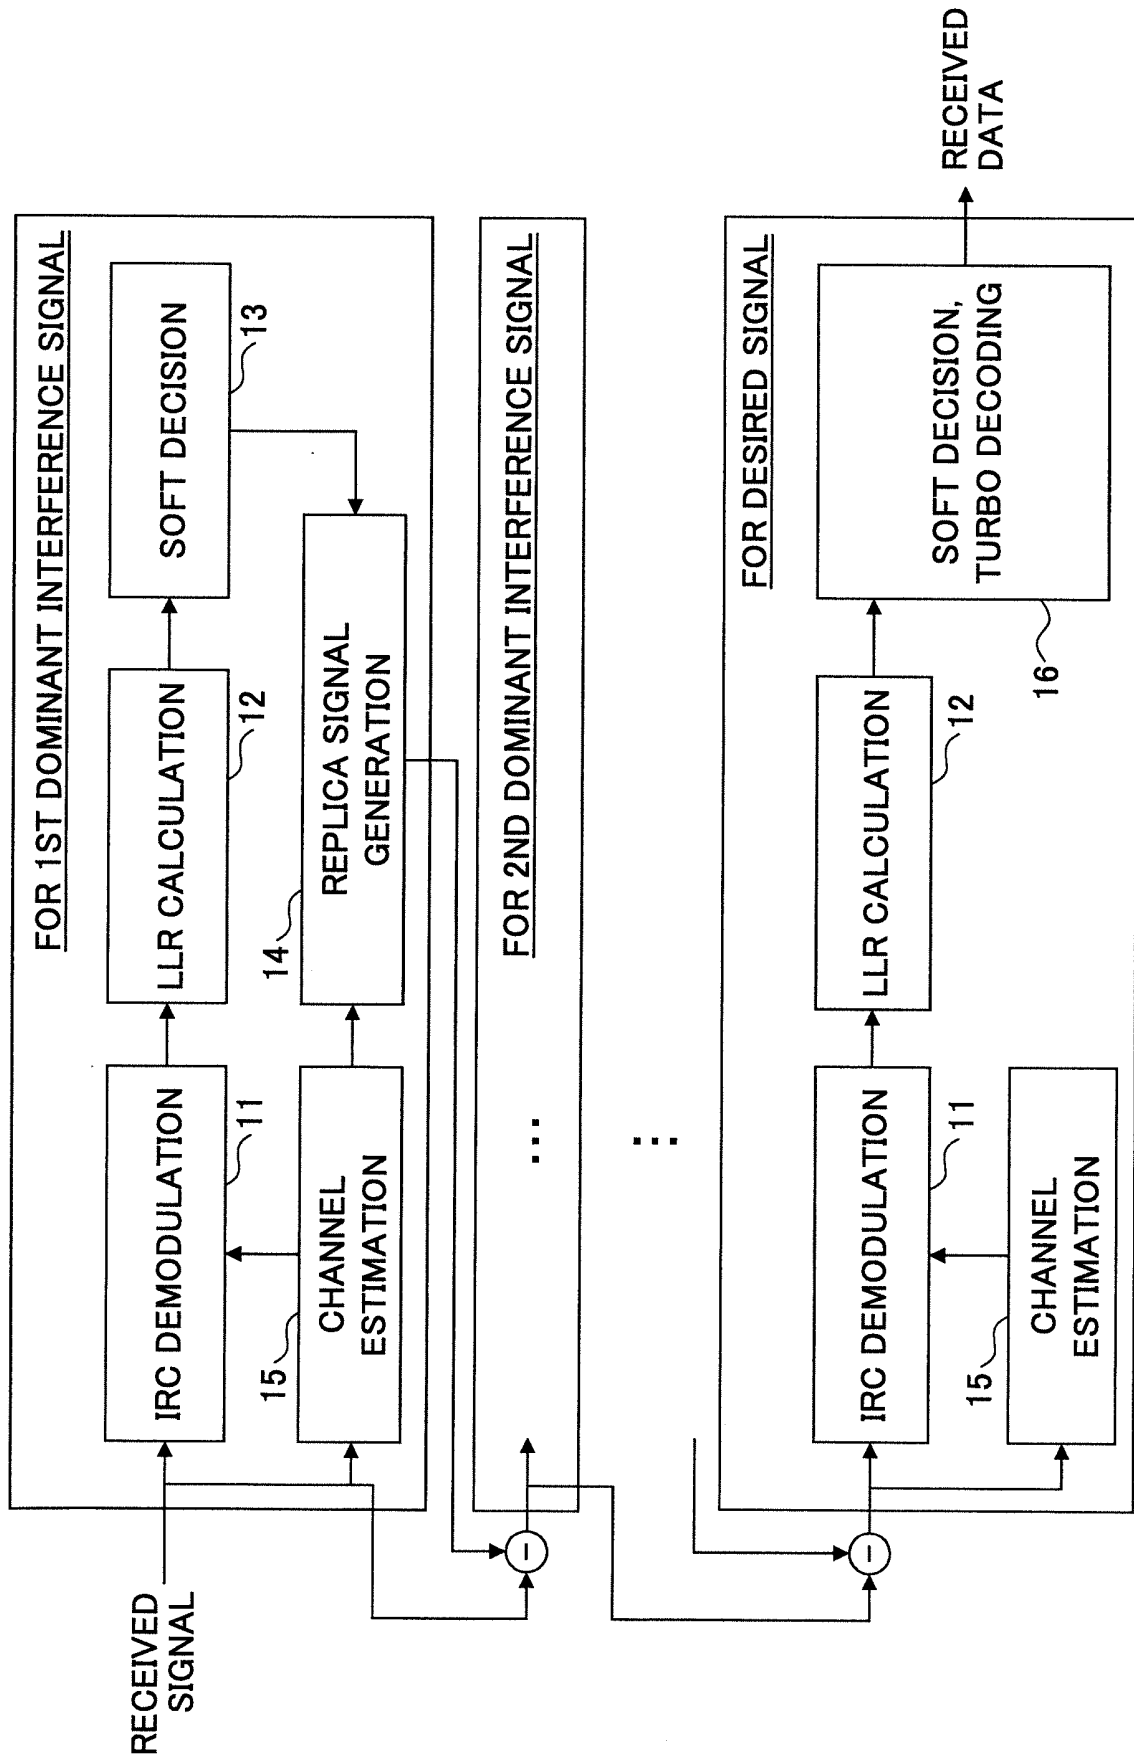 FOR 1ST DOMINANT INTERFERENCE SIGNAL
RECEIVED
SIGNAL
IRC DEMODULATION
11
LLR CALCULATION
12
SOFT DECISION
13
15
CHANNEL
ESTIMATION
14
REPLICA SIGNAL
GENERATION
FOR 2ND DOMINANT INTERFERENCE SIGNAL
-
...
...
FOR DESIRED SIGNAL
-
IRC DEMODULATION
11
LLR CALCULATION
12
SOFT DECISION,
TURBO DECODING
16
RECEIVED
DATA
15
CHANNEL
ESTIMATION